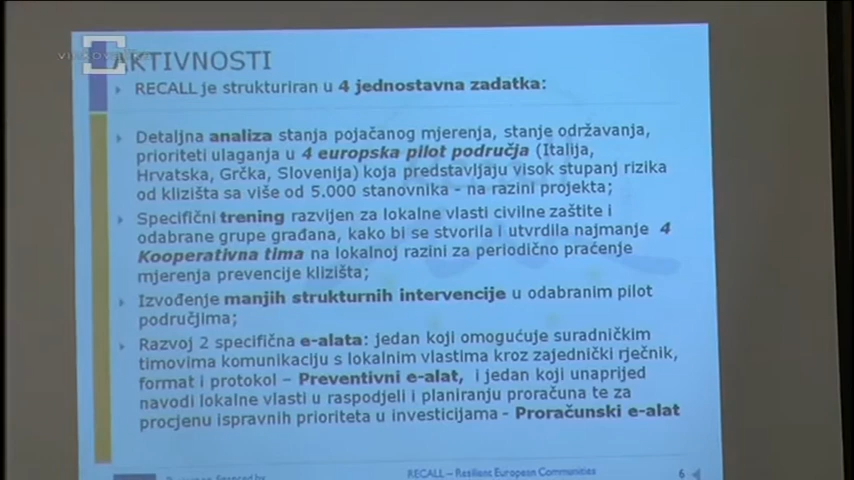 AKTIVNOSTI
RECALL je strukturiran u 4 jednostavna zadatka:
Detaljna analiza stanja pojačanog mjerenja, stanje održavanja,
prioriteti ulaganja u 4 europska pilot područja (Italija,
Hrvatska, Grčka, Slovenija) koja predstavljaju visok stupanj rizika
od klizišta sa više od 5.000 stanovnika - na razini projekta;
Specifični trening razvijen za lokalne vlasti civilne zaštite i
odabrane grupe građana, kako bi se stvorila i utvrdila najmanje 4
Kooperativna tima na lokalnoj razini za periodično praćenje
mjerenja prevencije klizišta;
Izvođenje manjih strukturnih intervencije u odabranim pilot
područjima;
Razvoj 2 specifična e-alata: jedan koji omogućuje suradničkim
timovima komunikaciju s lokalnim vlastima kroz zajednički rječnik,
format i protokol – Preventivni e-alat, i jedan koji unaprijed
navodi lokalne vlasti u raspodjeli i planiranju proračuna te za
procjenu ispravnih prioriteta u investicijama - Proračunski e-alat
RECALL – Resilient European Communities
6